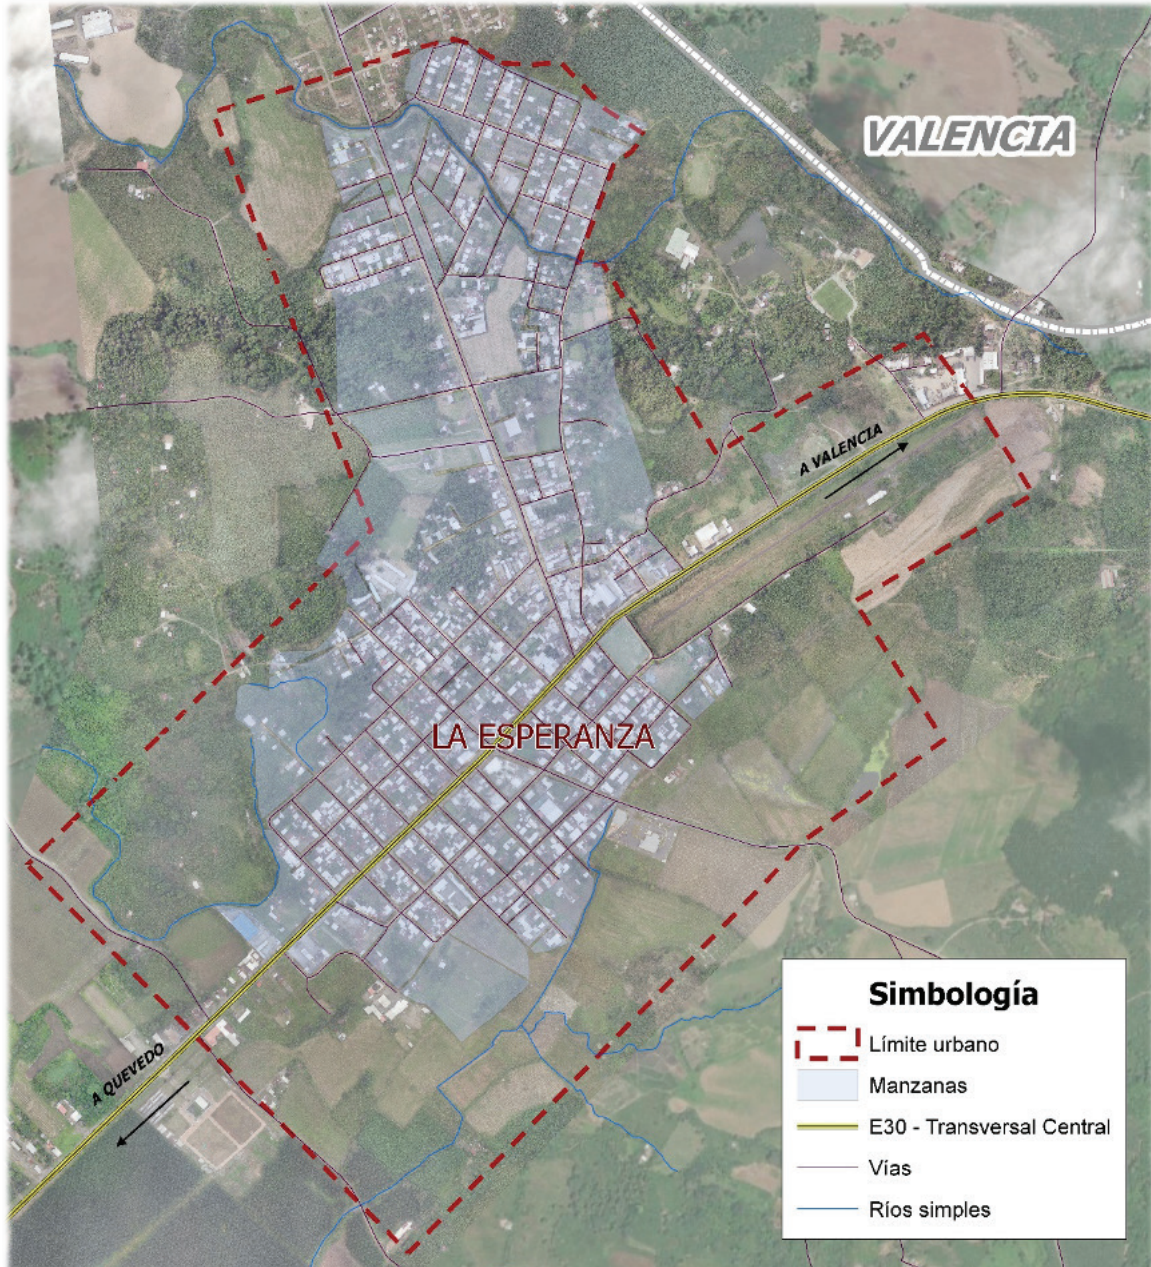 VALENCIA
A VALENCIA
LA ESPERANZA
A QUEVEDO
Simbología
Límite urbano
Manzanas
E30 - Transversal Central
Vías
Ríos simples